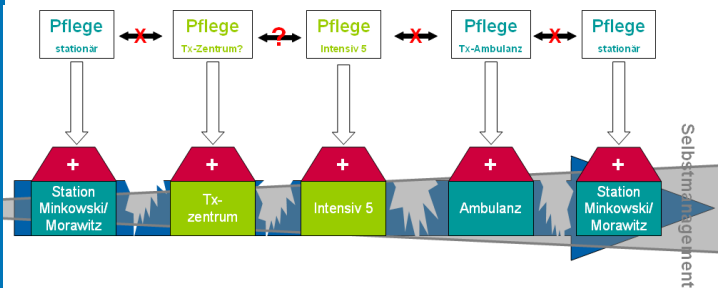 Pflege
stationär
X
Pflege
Tx-Zentrum?
?
Pflege
Intensiv 5
X
Pflege
Tx-Ambulanz
X
Pflege
stationär
+
+
+
+
+
Station
Minkowski/
Morawitz
Tx-
zentrum
Intensiv 5
Ambulanz
Station
Minkowski/
Morawitz
Selbstmanagement